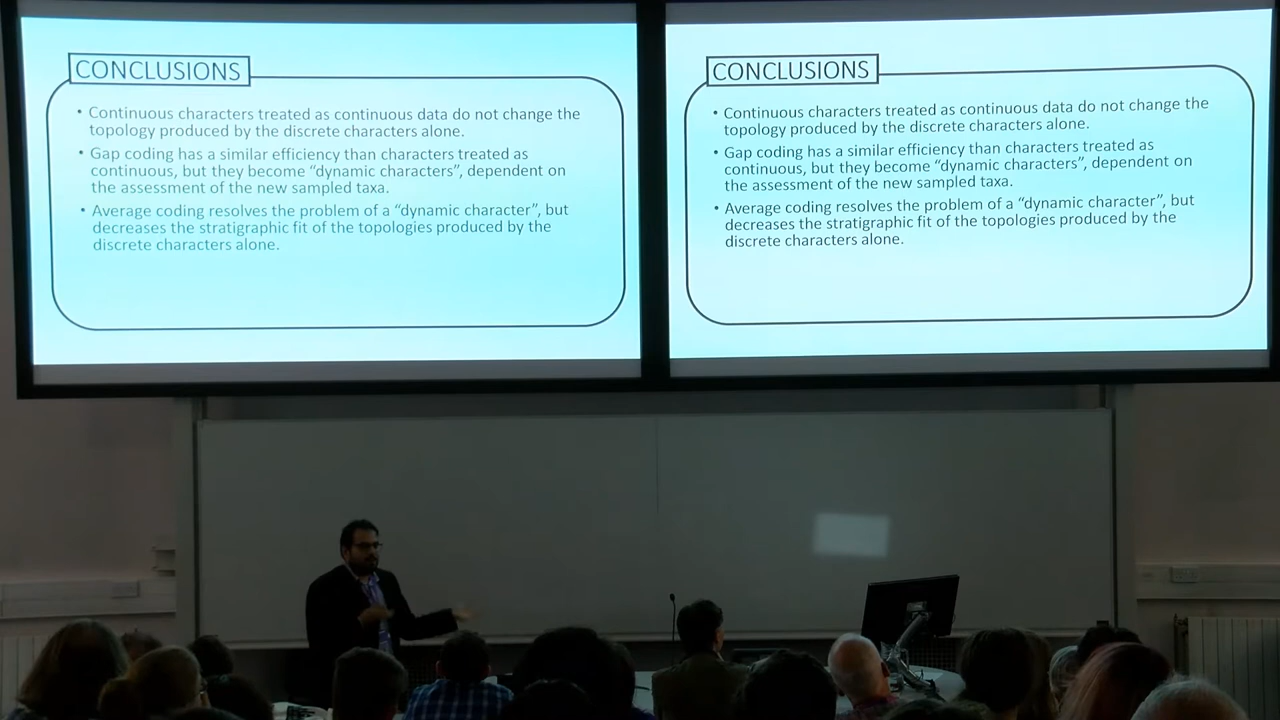 CONCLUSIONS
• Continuous characters treated as continuous data do not change the
topology produced by the discrete characters alone.
• Gap coding has a similar efficiency than characters treated as
continuous, but they become “dynamic characters”, dependent on
the assessment of the new sampled taxa.
• Average coding resolves the problem of a “dynamic character”, but
decreases the stratigraphic fit of the topologies produced by the
discrete characters alone.
CONCLUSIONS
• Continuous characters treated as continuous data do not change the
topology produced by the discrete characters alone.
• Gap coding has a similar efficiency than characters treated as
continuous, but they become “dynamic characters”, dependent on
the assessment of the new sampled taxa.
• Average coding resolves the problem of a “dynamic character”, but
decreases the stratigraphic fit of the topologies produced by the
discrete characters alone.